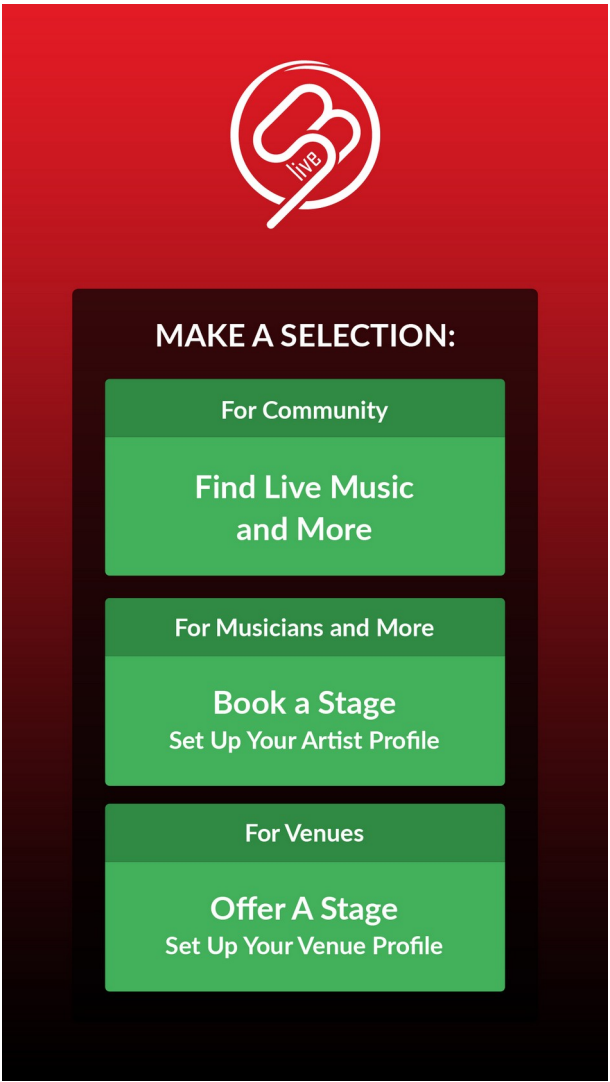 live
MAKE A SELECTION:
For Community
Find Live Music
and More
For Musicians and More
Book a Stage
Set Up Your Artist Profile
For Venues
Offer A Stage
Set Up Your Venue Profile